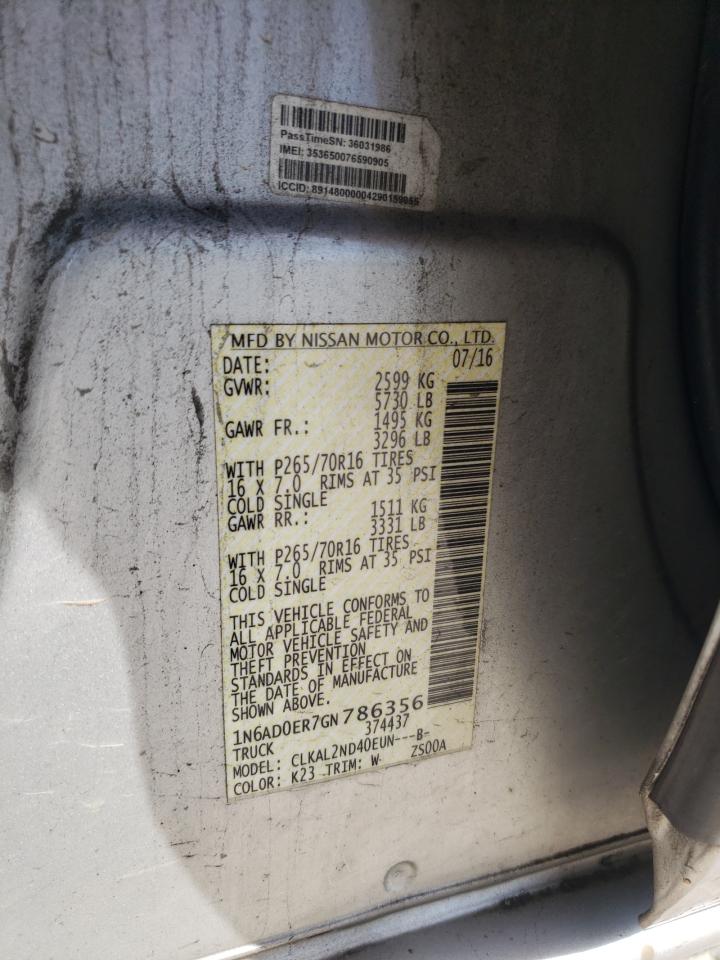 PassTimeSN: 36031986
IMEI: 353650076590905
ICCID: 89148000004290159955
MFD BY NISSAN MOTOR CO., LTD.
DATE: 07/16
GVWR: 2599 KG
5730 LB
GAWR FR.: 1495 KG
3296 LB
WITH P265/70R16 TIRES
16 X 7.0 RIMS AT 35 PSI
COLD SINGLE
GAWR RR.: 1511 KG
3331 LB
WITH P265/70R16 TIRES
16 X 7.0 RIMS AT 35 PSI
COLD SINGLE
THIS VEHICLE CONFORMS TO
ALL APPLICABLE FEDERAL
MOTOR VEHICLE SAFETY AND
THEFT PREVENTION
STANDARDS IN EFFECT ON
THE DATE OF MANUFACTURE
SHOWN ABOVE.
1N6AD0ER7GN786356
TRUCK 374437
MODEL: CLKAL2ND40EUN---B-
COLOR: K23 TRIM: W ZS00A